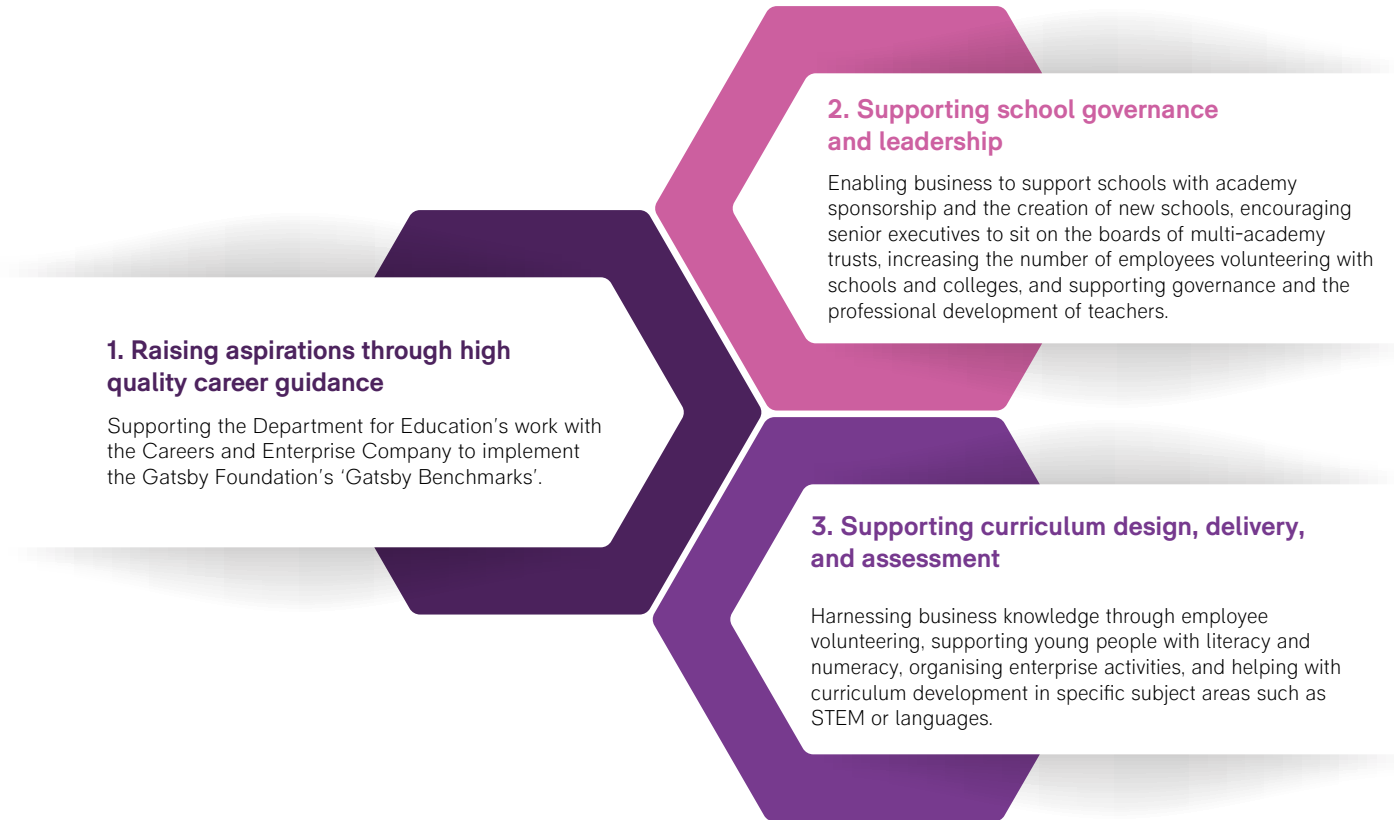 1. Raising aspirations through high
quality career guidance
Supporting the Department for Education's work with
the Careers and Enterprise Company to implement
the Gatsby Foundation's ‘Gatsby Benchmarks’.
2. Supporting school governance
and leadership
Enabling business to support schools with academy
sponsorship and the creation of new schools, encouraging
senior executives to sit on the boards of multi-academy
trusts, increasing the number of employees volunteering with
schools and colleges, and supporting governance and the
professional development of teachers.
3. Supporting curriculum design, delivery,
and assessment
Harnessing business knowledge through employee
volunteering, supporting young people with literacy and
numeracy, organising enterprise activities, and helping with
curriculum development in specific subject areas such as
STEM or languages.